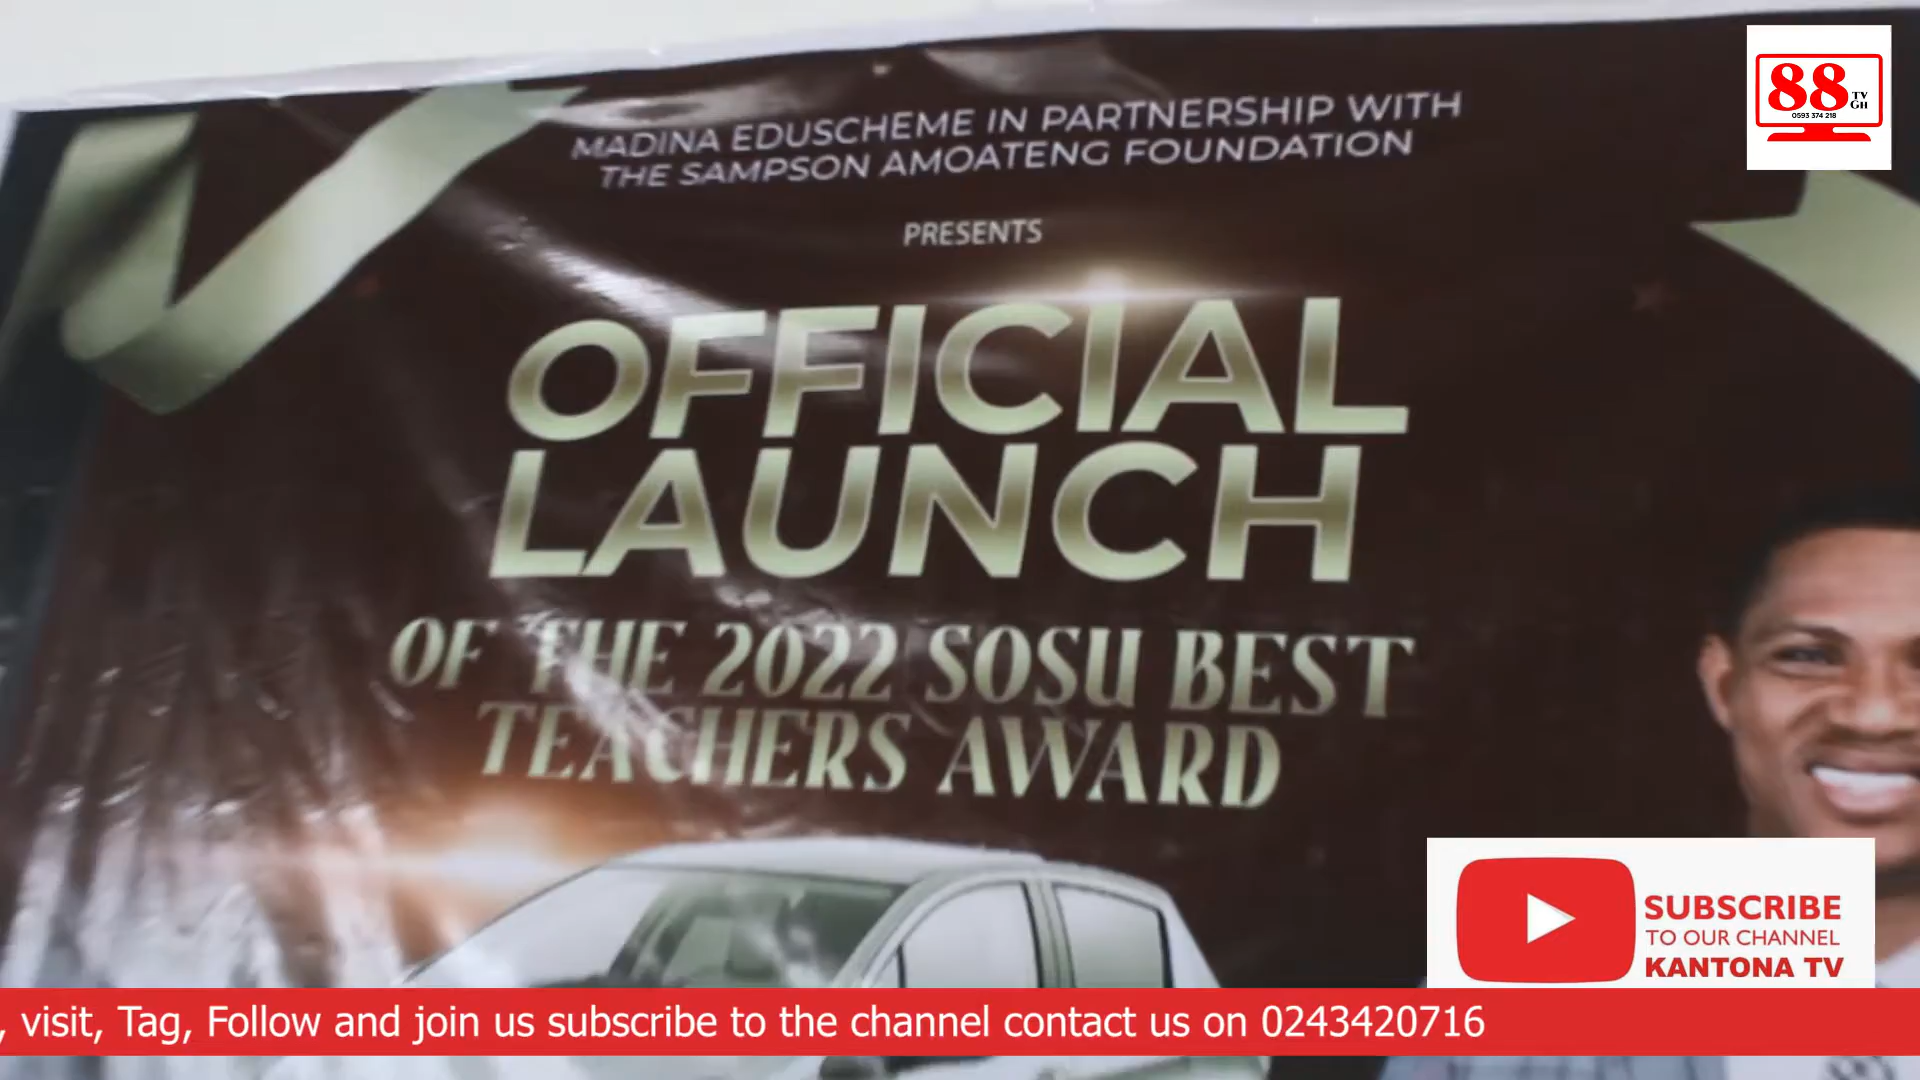 MADINA EDUSCHEME IN PARTNERSHIP WITH
THE SAMPSON AMOATENG FOUNDATION
PRESENTS
OFFICIAL
LAUNCH
OF THE 2022 SOSU BEST
TEACHERS AWARD
88 TV GH
0593 374 218
SUBSCRIBE
TO OUR CHANNEL
KANTONA TV
, visit, Tag, Follow and join us subscribe to the channel contact us on 0243420716